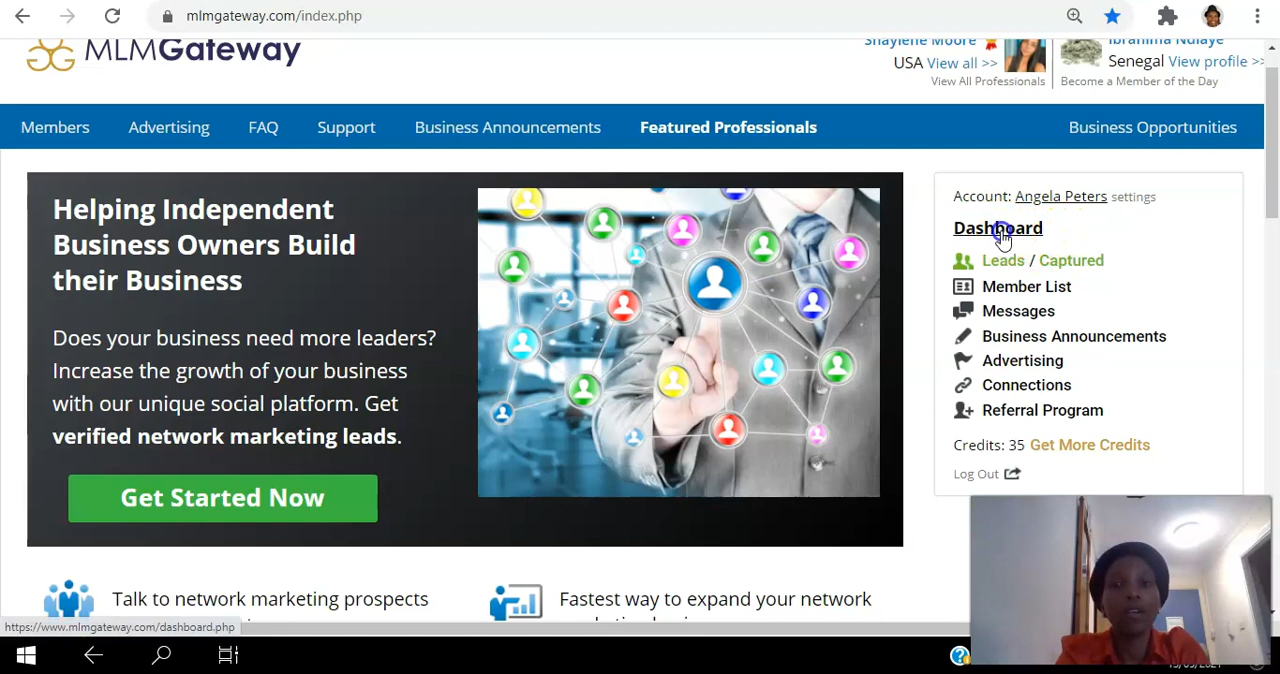 mlmgateway.com/index.php
MLMGateway
Shaylene Moore
USA View all >>
View All Professionals
Ibrahima Ndiaye
Senegal View profile >>
Become a Member of the Day
Members Advertising FAQ Support Business Announcements Featured Professionals Business Opportunities
Helping Independent
Business Owners Build
their Business
Does your business need more leaders?
Increase the growth of your business
with our unique social platform. Get
verified network marketing leads.
Get Started Now
Account: Angela Peters settings
Dashboard
Leads / Captured
Member List
Messages
Business Announcements
Advertising
Connections
Referral Program
Credits: 35 Get More Credits
Log Out
Talk to network marketing prospects
Fastest way to expand your network
https://www.mlmgateway.com/dashboard.php